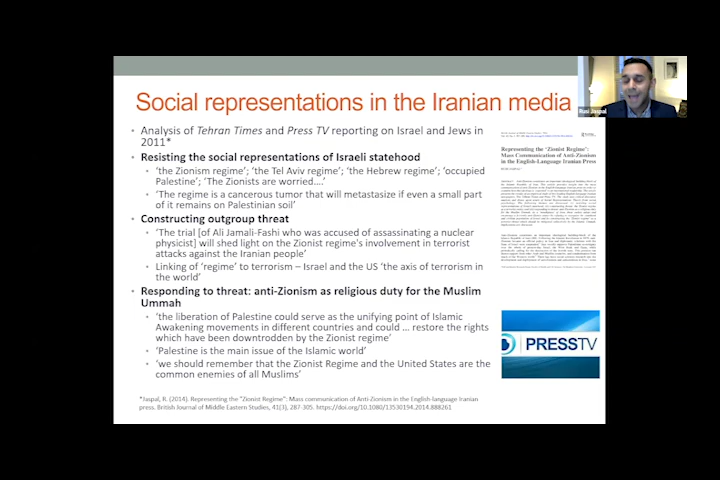 Social representations in the Iranian media
Rusi Jaspal
• Analysis of Tehran Times and Press TV reporting on Israel and Jews in
2011*
• Resisting the social representations of Israeli statehood
• 'the Zionism regime'; 'the Tel Aviv regime'; 'the Hebrew regime'; 'occupied
Palestine'; 'The Zionists are worried….'
• 'The regime is a cancerous tumor that will metastasize if even a small part
of it remains on Palestinian soil'
• Constructing outgroup threat
• 'The trial [of Ali Jamali-Fashi who was accused of assassinating a nuclear
physicist] will shed light on the Zionist regime's involvement in terrorist
attacks against the Iranian people'
• Linking of 'regime' to terrorism – Israel and the US 'the axis of terrorism in
the world'
• Responding to threat: anti-Zionism as religious duty for the Muslim
Ummah
• 'the liberation of Palestine could serve as the unifying point of Islamic
Awakening movements in different countries and could … restore the rights
which have been downtrodden by the Zionist regime'
• 'Palestine is the main issue of the Islamic world'
• 'we should remember that the Zionist Regime and the United States are the
common enemies of all Muslims'
*Jaspal, R. (2014). Representing the "Zionist Regime": Mass communication of Anti-Zionism in the English-language Iranian
press. British Journal of Middle Eastern Studies, 41(3), 287-305. https://doi.org/10.1080/13530194.2014.888261
Representing the 'Zionist Regime':
Mass Communication of Anti-Zionism
in the English-Language Iranian Press
PRESSTV